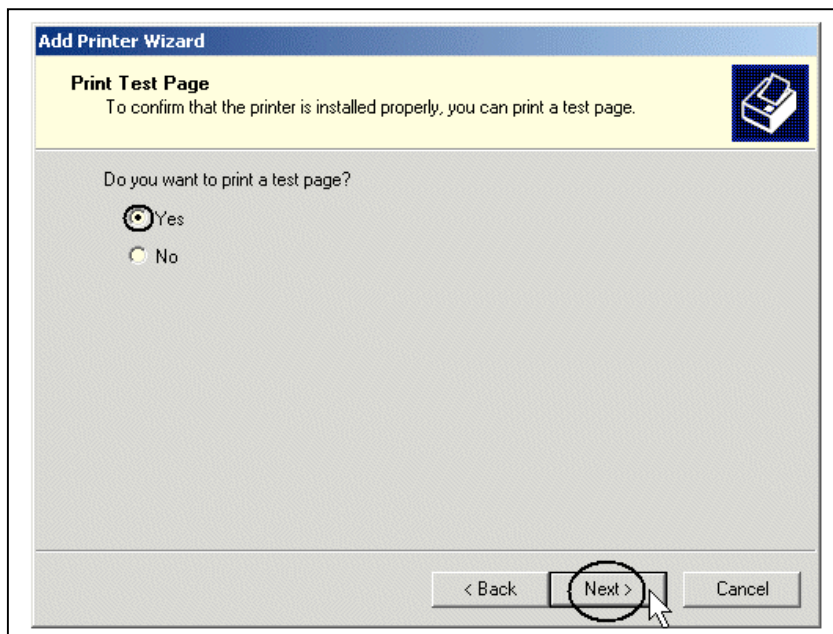 Add Printer Wizard
Print Test Page
To confirm that the printer is installed properly, you can print a test page.
Do you want to print a test page?
Yes
No
< Back Next > Cancel